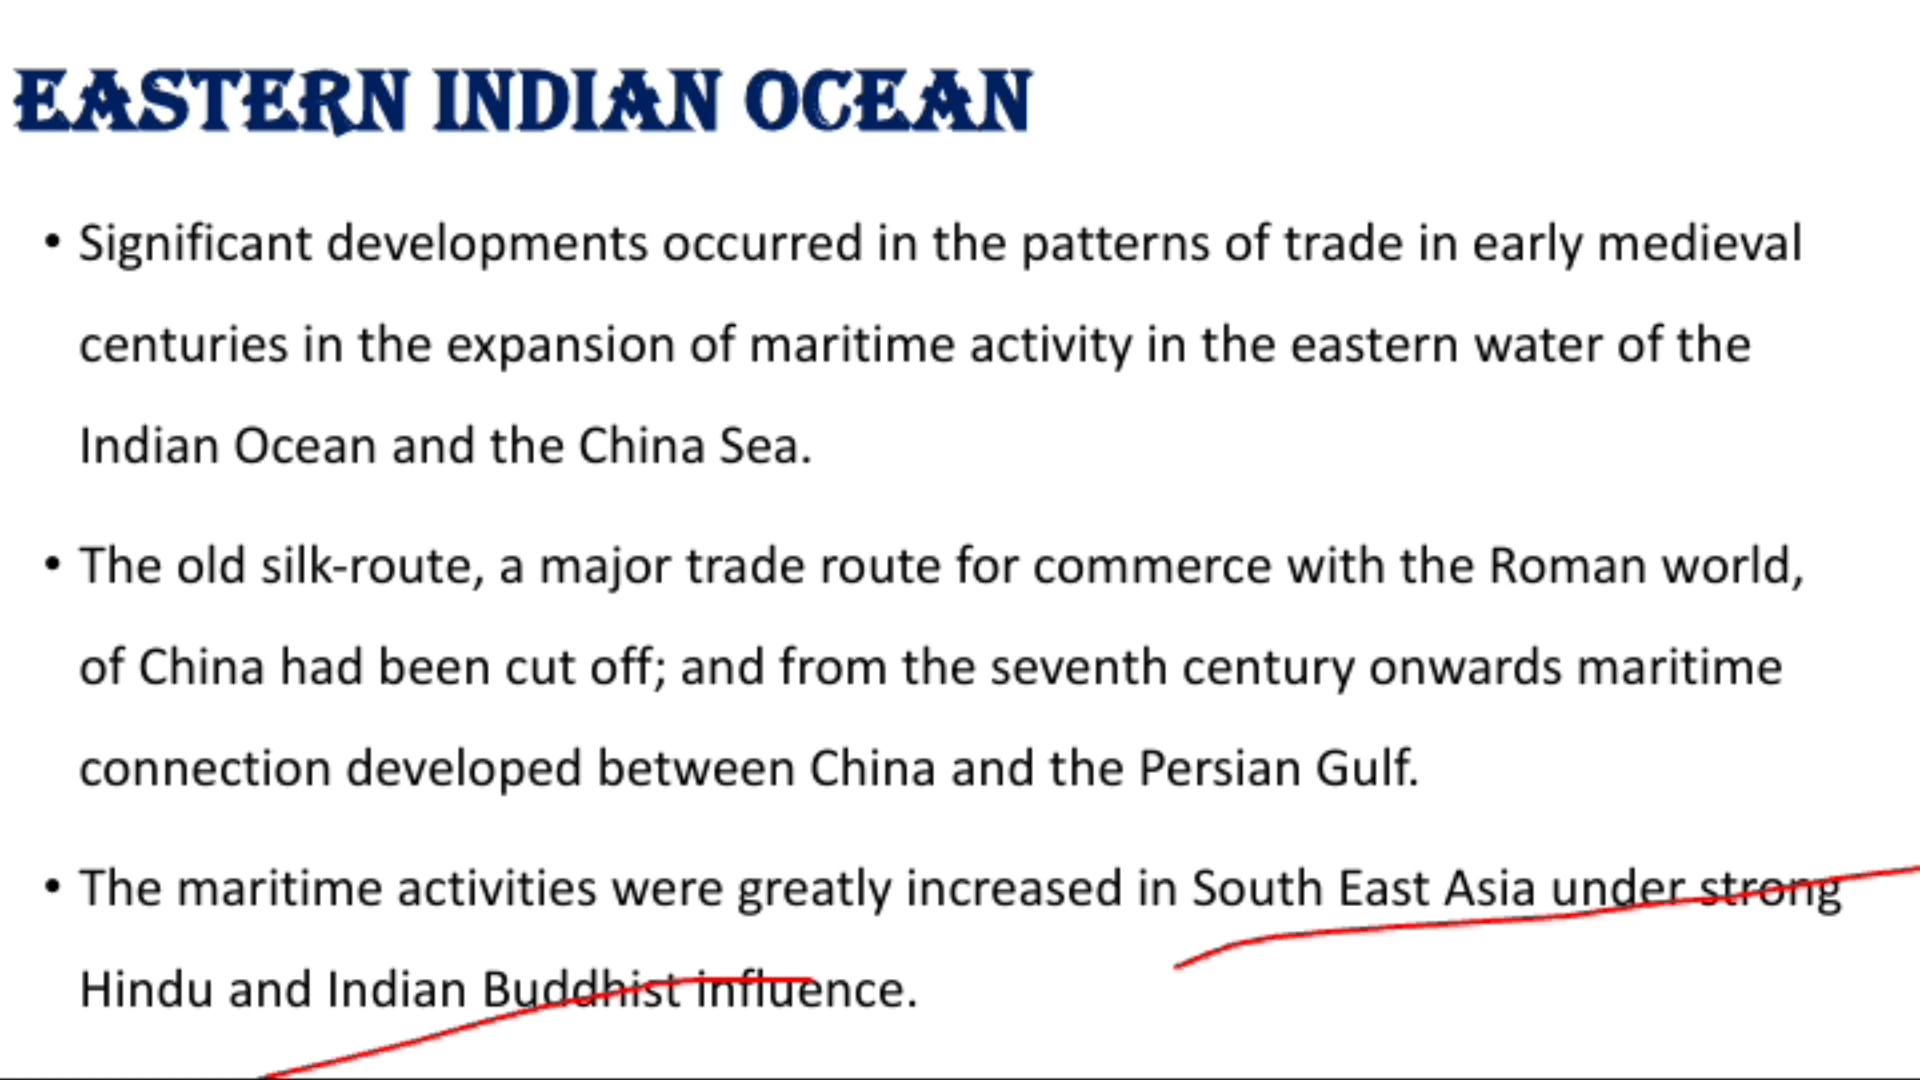 EASTERN INDIAN OCEAN
• Significant developments occurred in the patterns of trade in early medieval
centuries in the expansion of maritime activity in the eastern water of the
Indian Ocean and the China Sea.
• The old silk-route, a major trade route for commerce with the Roman world,
of China had been cut off; and from the seventh century onwards maritime
connection developed between China and the Persian Gulf.
• The maritime activities were greatly increased in South East Asia under strong
Hindu and Indian Buddhist influence.